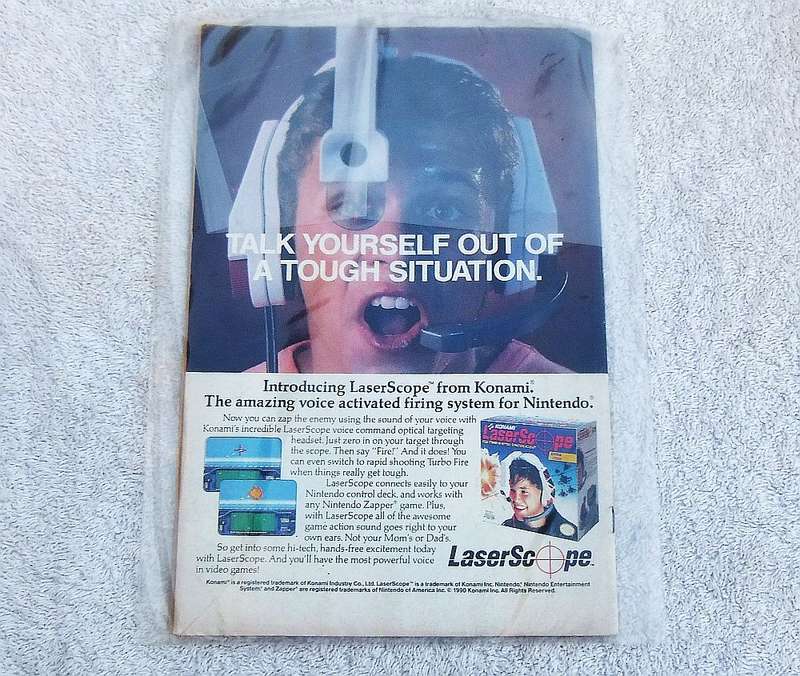 TALK YOURSELF OUT OF
A TOUGH SITUATION.
Introducing LaserScope™ from Konami®.
The amazing voice activated firing system for Nintendo®.
Now you can zap the enemy using the sound of your voice with
Konami's incredible LaserScope voice command optical targeting
headset. Just zero in on your target through
the scope. Then say "Fire!" And it does! You
can even switch to rapid shooting Turbo Fire
when things really get tough.
LaserScope connects easily to your
Nintendo control deck, and works with
any Nintendo Zapper® game. Plus,
with LaserScope all of the awesome
game action sound goes right to your
own ears. Not your Mom's or Dad's.
So get into some hi-tech, hands-free excitement today
with LaserScope. And you'll have the most powerful voice
in video games!
KONAMI
LaserScope
LaserScope™
Konami® is a registered trademark of Konami Industry Co., Ltd. LaserScope™ is a trademark of Konami Inc. Nintendo,® Nintendo Entertainment
System® and Zapper® are registered trademarks of Nintendo of America Inc. © 1990 Konami Inc. All Rights Reserved.